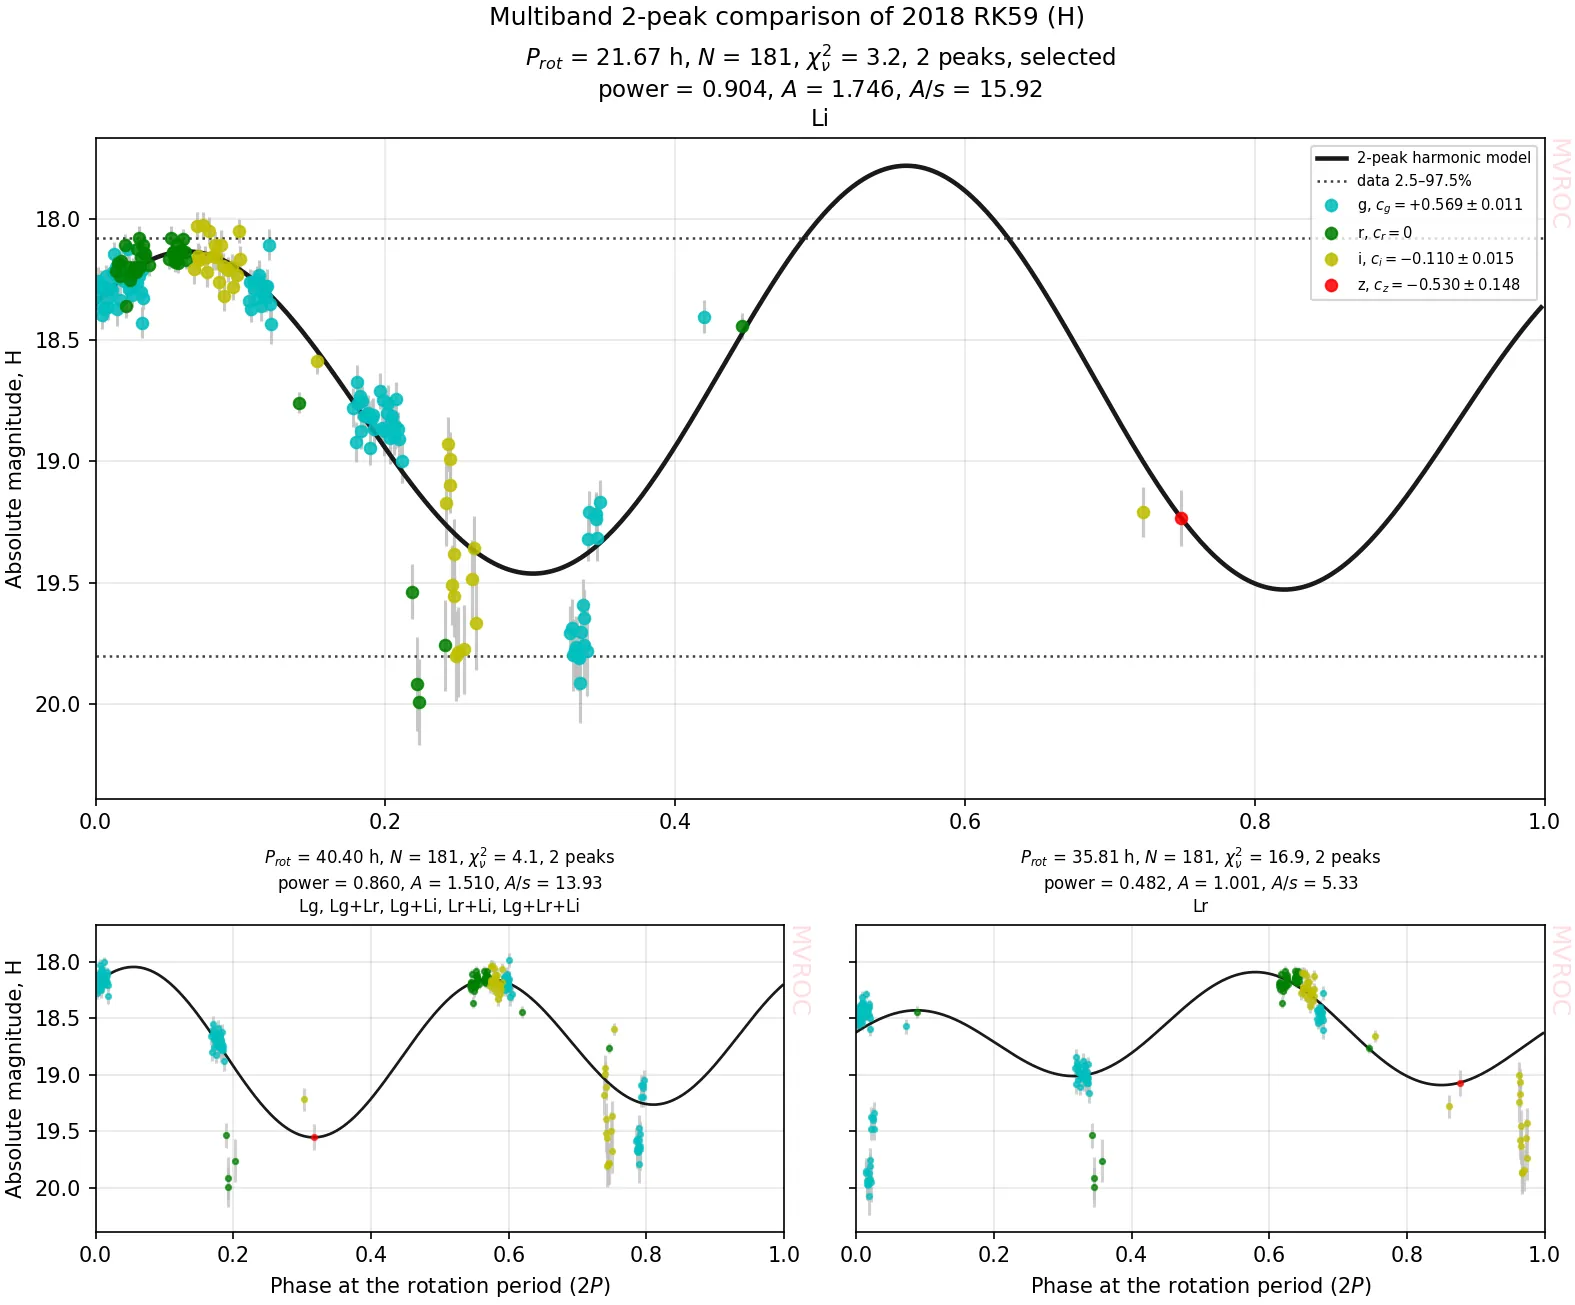 Multiband 2-peak comparison of 2018 RK59 (H)
P_rot = 21.67 h, N = 181, χ²_ν = 3.2, 2 peaks, selected
power = 0.904, A = 1.746, A/s = 15.92
Li
2-peak harmonic model
data 2.5–97.5%
g, c_g = +0.569 ± 0.011
r, c_r = 0
i, c_i = −0.110 ± 0.015
z, c_z = −0.530 ± 0.148
MVROC
Absolute magnitude, H
18.0
18.5
19.0
19.5
20.0
0.0 0.2 0.4 0.6 0.8 1.0
P_rot = 40.40 h, N = 181, χ²_ν = 4.1, 2 peaks
power = 0.860, A = 1.510, A/s = 13.93
Lg, Lg+Lr, Lg+Li, Lr+Li, Lg+Lr+Li
MVROC
Absolute magnitude, H
18.0
18.5
19.0
19.5
20.0
0.0 0.2 0.4 0.6 0.8 1.0
Phase at the rotation period (2P)
P_rot = 35.81 h, N = 181, χ²_ν = 16.9, 2 peaks
power = 0.482, A = 1.001, A/s = 5.33
Lr
MVROC
0.0 0.2 0.4 0.6 0.8 1.0
Phase at the rotation period (2P)